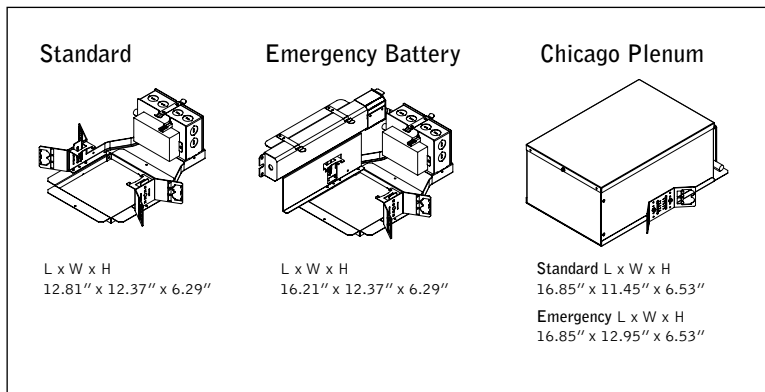 Standard
L x W x H
12.81” x 12.37” x 6.29”
Emergency Battery
L x W x H
16.21” x 12.37” x 6.29”
Chicago Plenum
Standard L x W x H
16.85” x 11.45” x 6.53”
Emergency L x W x H
16.85” x 12.95” x 6.53”